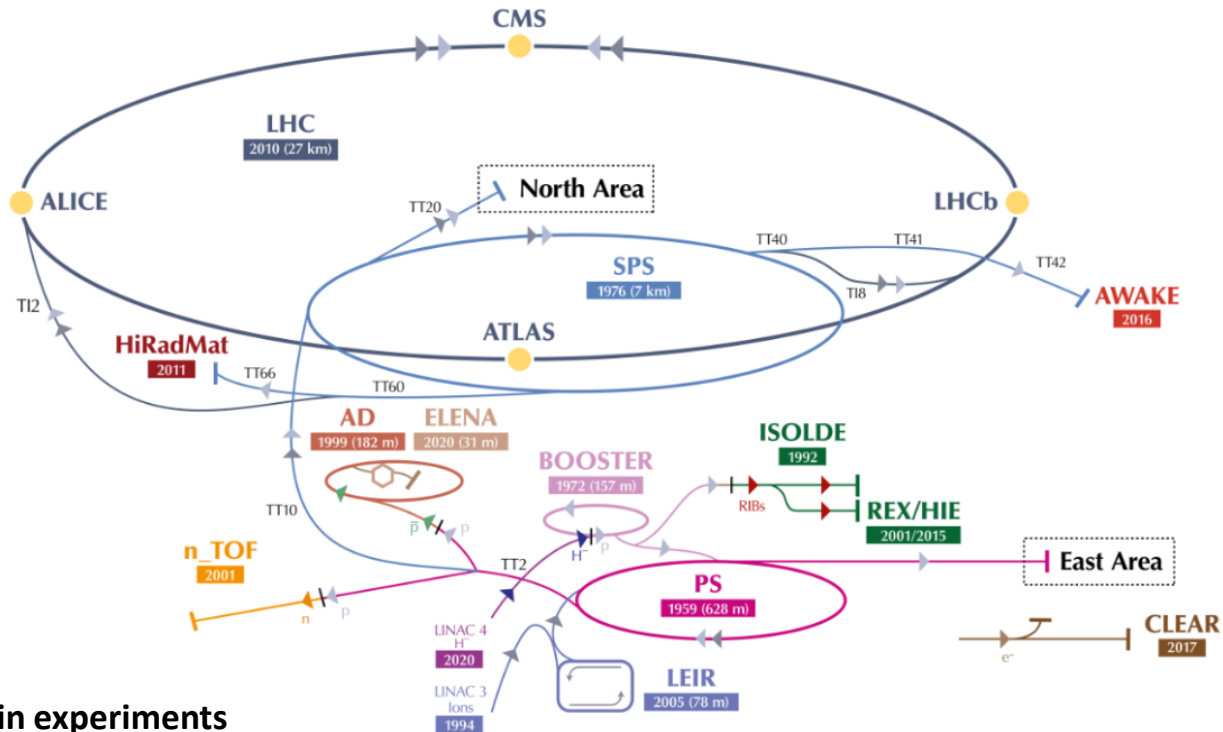 CMS
LHC
2010 (27 km)
North Area
ALICE
LHCb
TT20
TT40
TT41
SPS
1976 (7 km)
TT42
TI8
AWAKE
2016
TI2
ATLAS
HiRadMat
2011
TT66
TT60
AD
1999 (182 m)
ELENA
2020 (31 m)
ISOLDE
1992
BOOSTER
1972 (157 m)
RIBs
REX/HIE
2001/2015
TT10
p̄
p
H⁻
p
n_TOF
2001
TT2
East Area
PS
1959 (628 m)
n
p
LINAC 4
H⁻
2020
CLEAR
2017
e⁻
LEIR
2005 (78 m)
LINAC 3
Ions
1994
in experiments